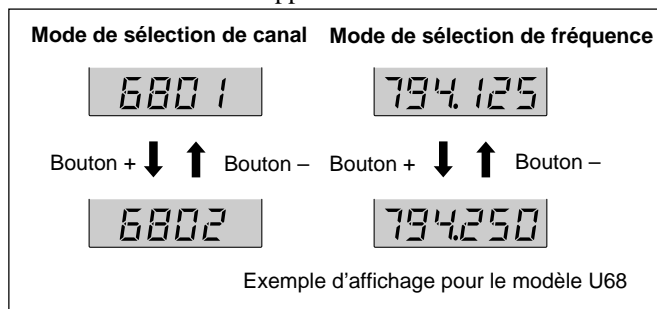 Mode de sélection de canal Mode de sélection de fréquence
6801 794.125
Bouton + Bouton – Bouton + Bouton –
6802 794.250
Exemple d’affichage pour le modèle U68